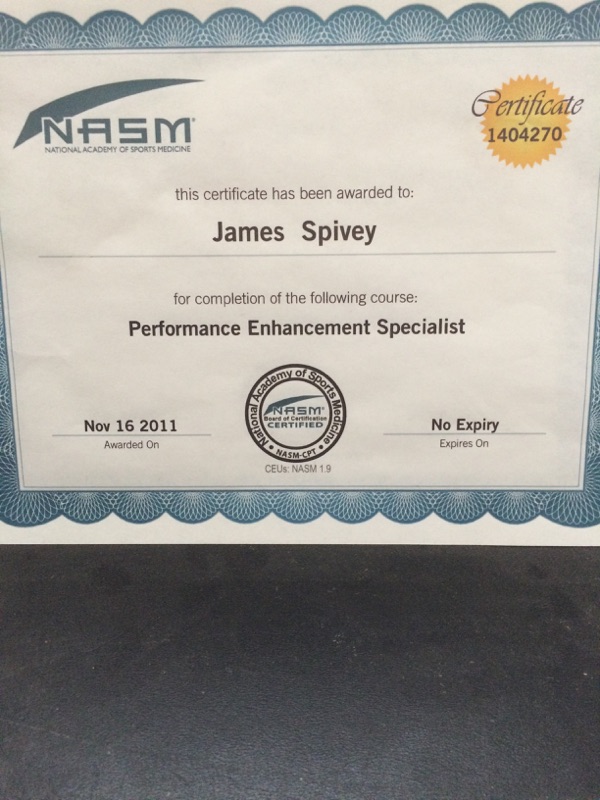 NASM
NATIONAL ACADEMY OF SPORTS MEDICINE
Certificate
1404270
this certificate has been awarded to:
James Spivey
for completion of the following course:
Performance Enhancement Specialist
Nov 16 2011
Awarded On
National Academy of Sports Medicine
NASM®
Board of Certification
CERTIFIED
• NASM-CPT •
CEUs: NASM 1.9
No Expiry
Expires On